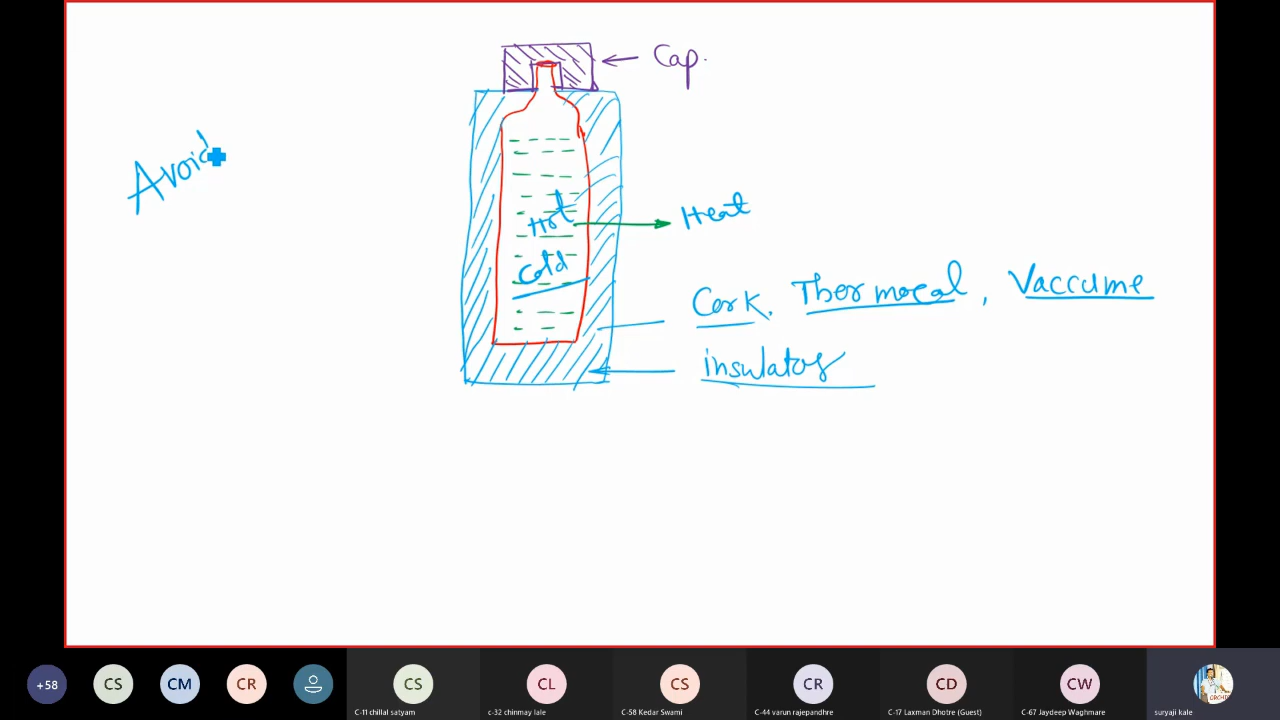 Cap.
Avoid
Heat
Hot
Cold
Cork, Thermocal, Vaccume
insulator
+58
CS
CM
CR
CS
CL
CS
CR
CD
CW
C-11 chillal satyam
c-32 chinmay lale
C-58 Kedar Swami
C-44 varun rajepandhre
C-17 Laxman Dhotre (Guest)
C-67 Jaydeep Waghmare
suryaji kale